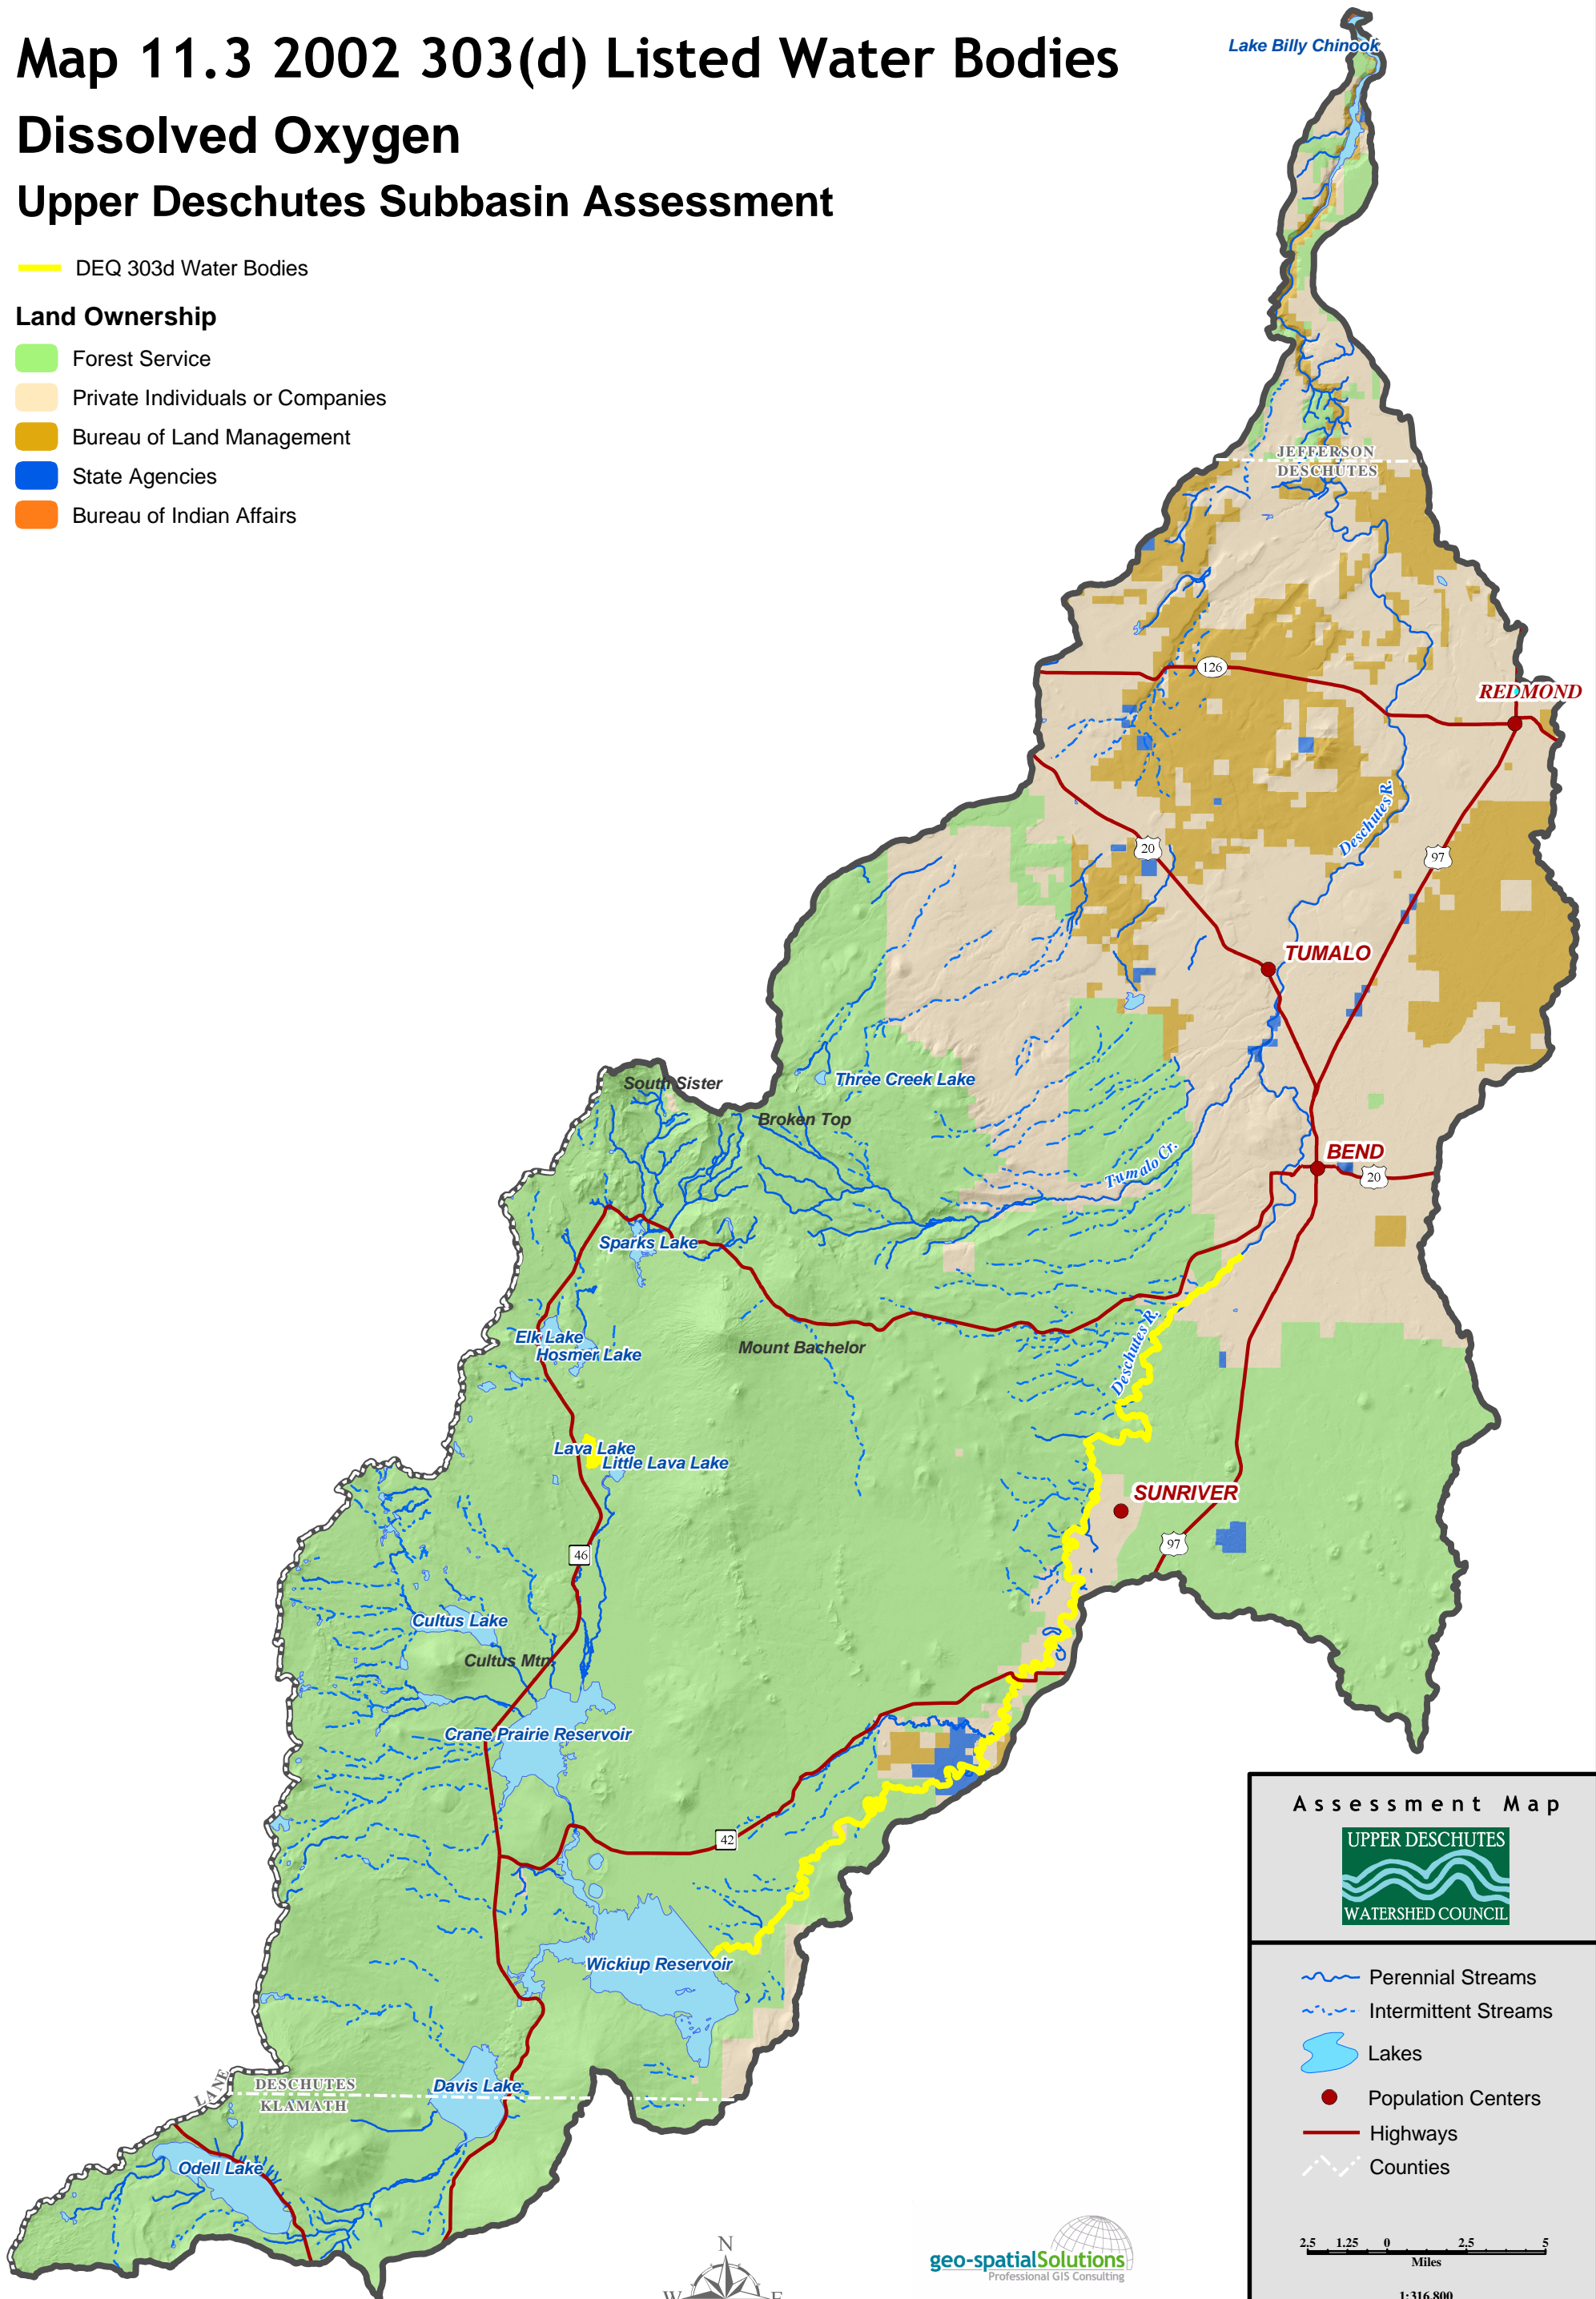 Map 11.3 2002 303(d) Listed Water Bodies
Dissolved Oxygen
Upper Deschutes Subbasin Assessment
DEQ 303d Water Bodies
Land Ownership
Forest Service
Private Individuals or Companies
Bureau of Land Management
State Agencies
Bureau of Indian Affairs
Lake Billy Chinook
JEFFERSON
DESCHUTES
126
REDMOND
Deschutes R.
20
97
TUMALO
South Sister
Three Creek Lake
Broken Top
BEND
Tumalo Cr.
20
Sparks Lake
Elk Lake
Hosmer Lake
Mount Bachelor
Deschutes R.
Lava Lake
Little Lava Lake
SUNRIVER
97
46
Cultus Lake
Cultus Mtn.
Crane Prairie Reservoir
42
Wickiup Reservoir
LANE
DESCHUTES
KLAMATH
Davis Lake
Odell Lake
Assessment Map
UPPER DESCHUTES
WATERSHED COUNCIL
Perennial Streams
Intermittent Streams
Lakes
Population Centers
Highways
Counties
2.5 1.25 0 2.5 5
Miles
1:316,800
N
W E
geo-spatialSolutions
Professional GIS Consulting